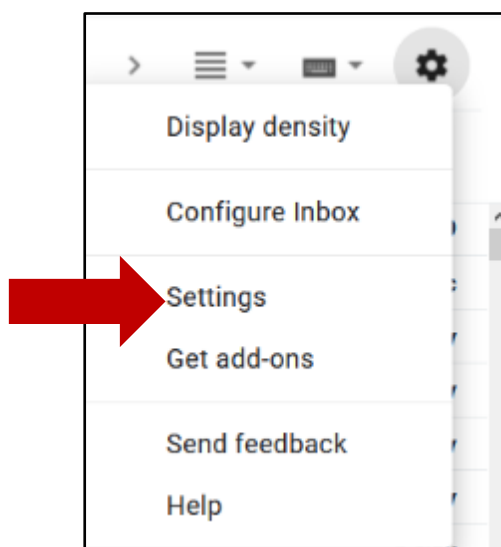 Display density
Configure Inbox
Settings
Get add-ons
Send feedback
Help